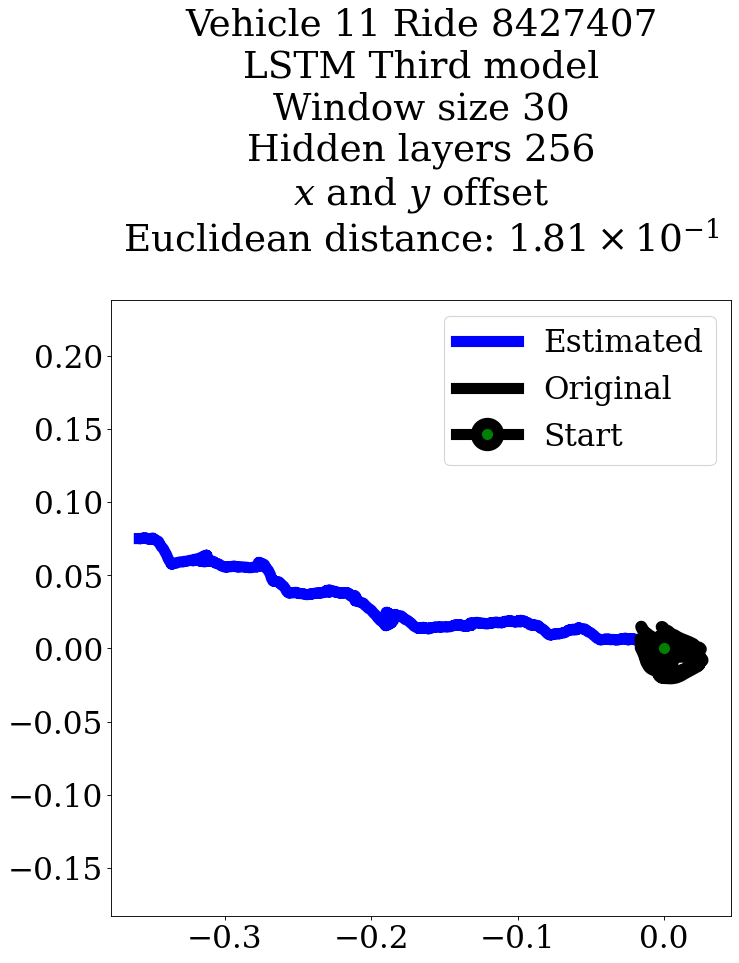 Vehicle 11 Ride 8427407
LSTM Third model
Window size 30
Hidden layers 256
x and y offset
Euclidean distance: 1.81 × 10⁻¹
Estimated
Original
Start
0.20
0.15
0.10
0.05
0.00
−0.05
−0.10
−0.15
−0.3 −0.2 −0.1 0.0